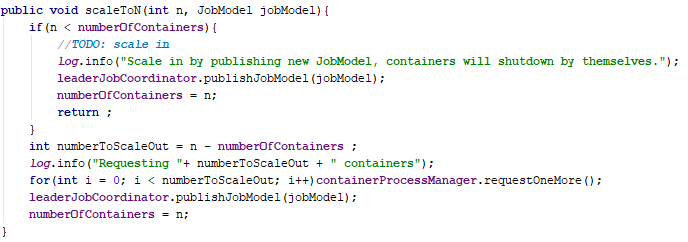 public void scaleToN(int n, JobModel jobModel){
    if(n < numberOfContainers){
        //TODO: scale in
        Log.info("Scale in by publishing new JobModel, containers will shutdown by themselves.");
        leaderJobCoordinator.publishJobModel(jobModel);
        numberOfContainers = n;
        return ;
    }
    int numberToScaleOut = n - numberOfContainers ;
    Log.info("Requesting "+ numberToScaleOut + " containers");
    for(int i = 0; i < numberToScaleOut; i++)containerProcessManager.requestOneMore();
    leaderJobCoordinator.publishJobModel(jobModel);
    numberOfContainers = n;
}